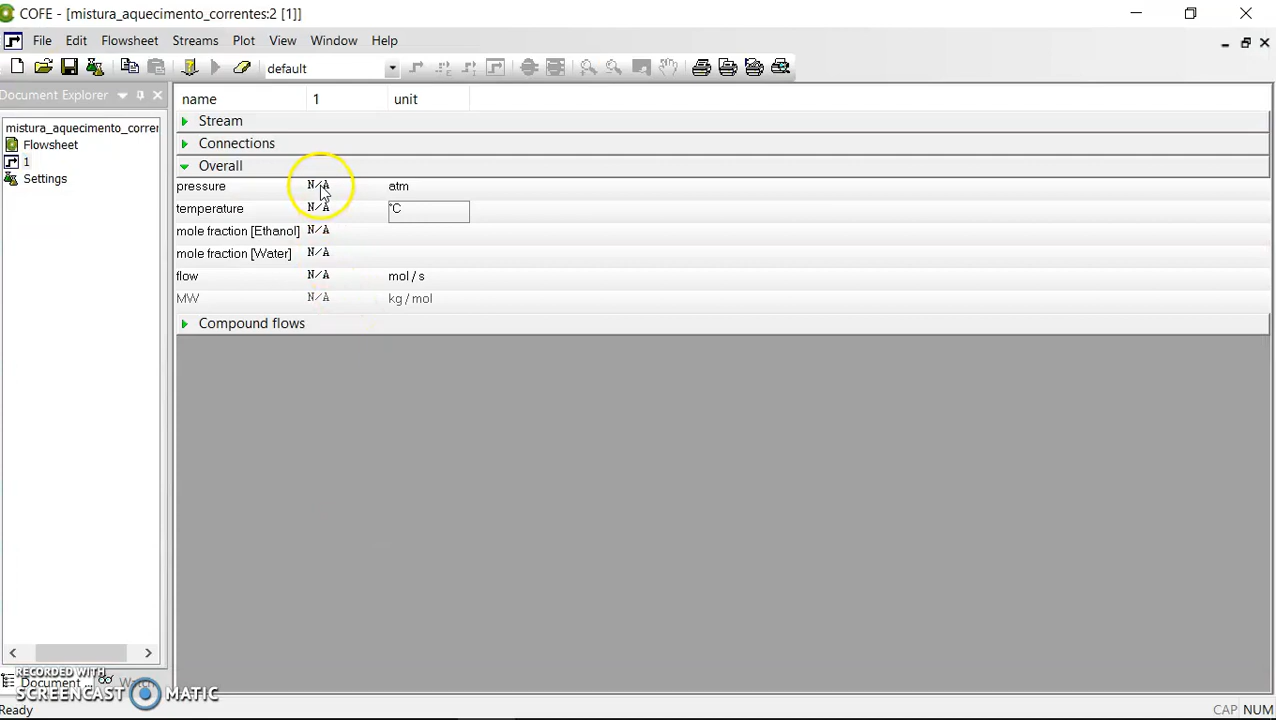 COFE - [mistura_aquecimento_correntes:2 [1]]
File Edit Flowsheet Streams Plot View Window Help
default
Document Explorer
mistura_aquecimento_corren
Flowsheet
1
Settings
name 1 unit
Stream
Connections
Overall
pressure N/A atm
temperature N/A °C
mole fraction [Ethanol] N/A
mole fraction [Water] N/A
flow N/A mol / s
MW N/A kg / mol
Compound flows
RECORDED WITH
Document ... Watch
SCREENCAST MATIC
Ready CAP NUM